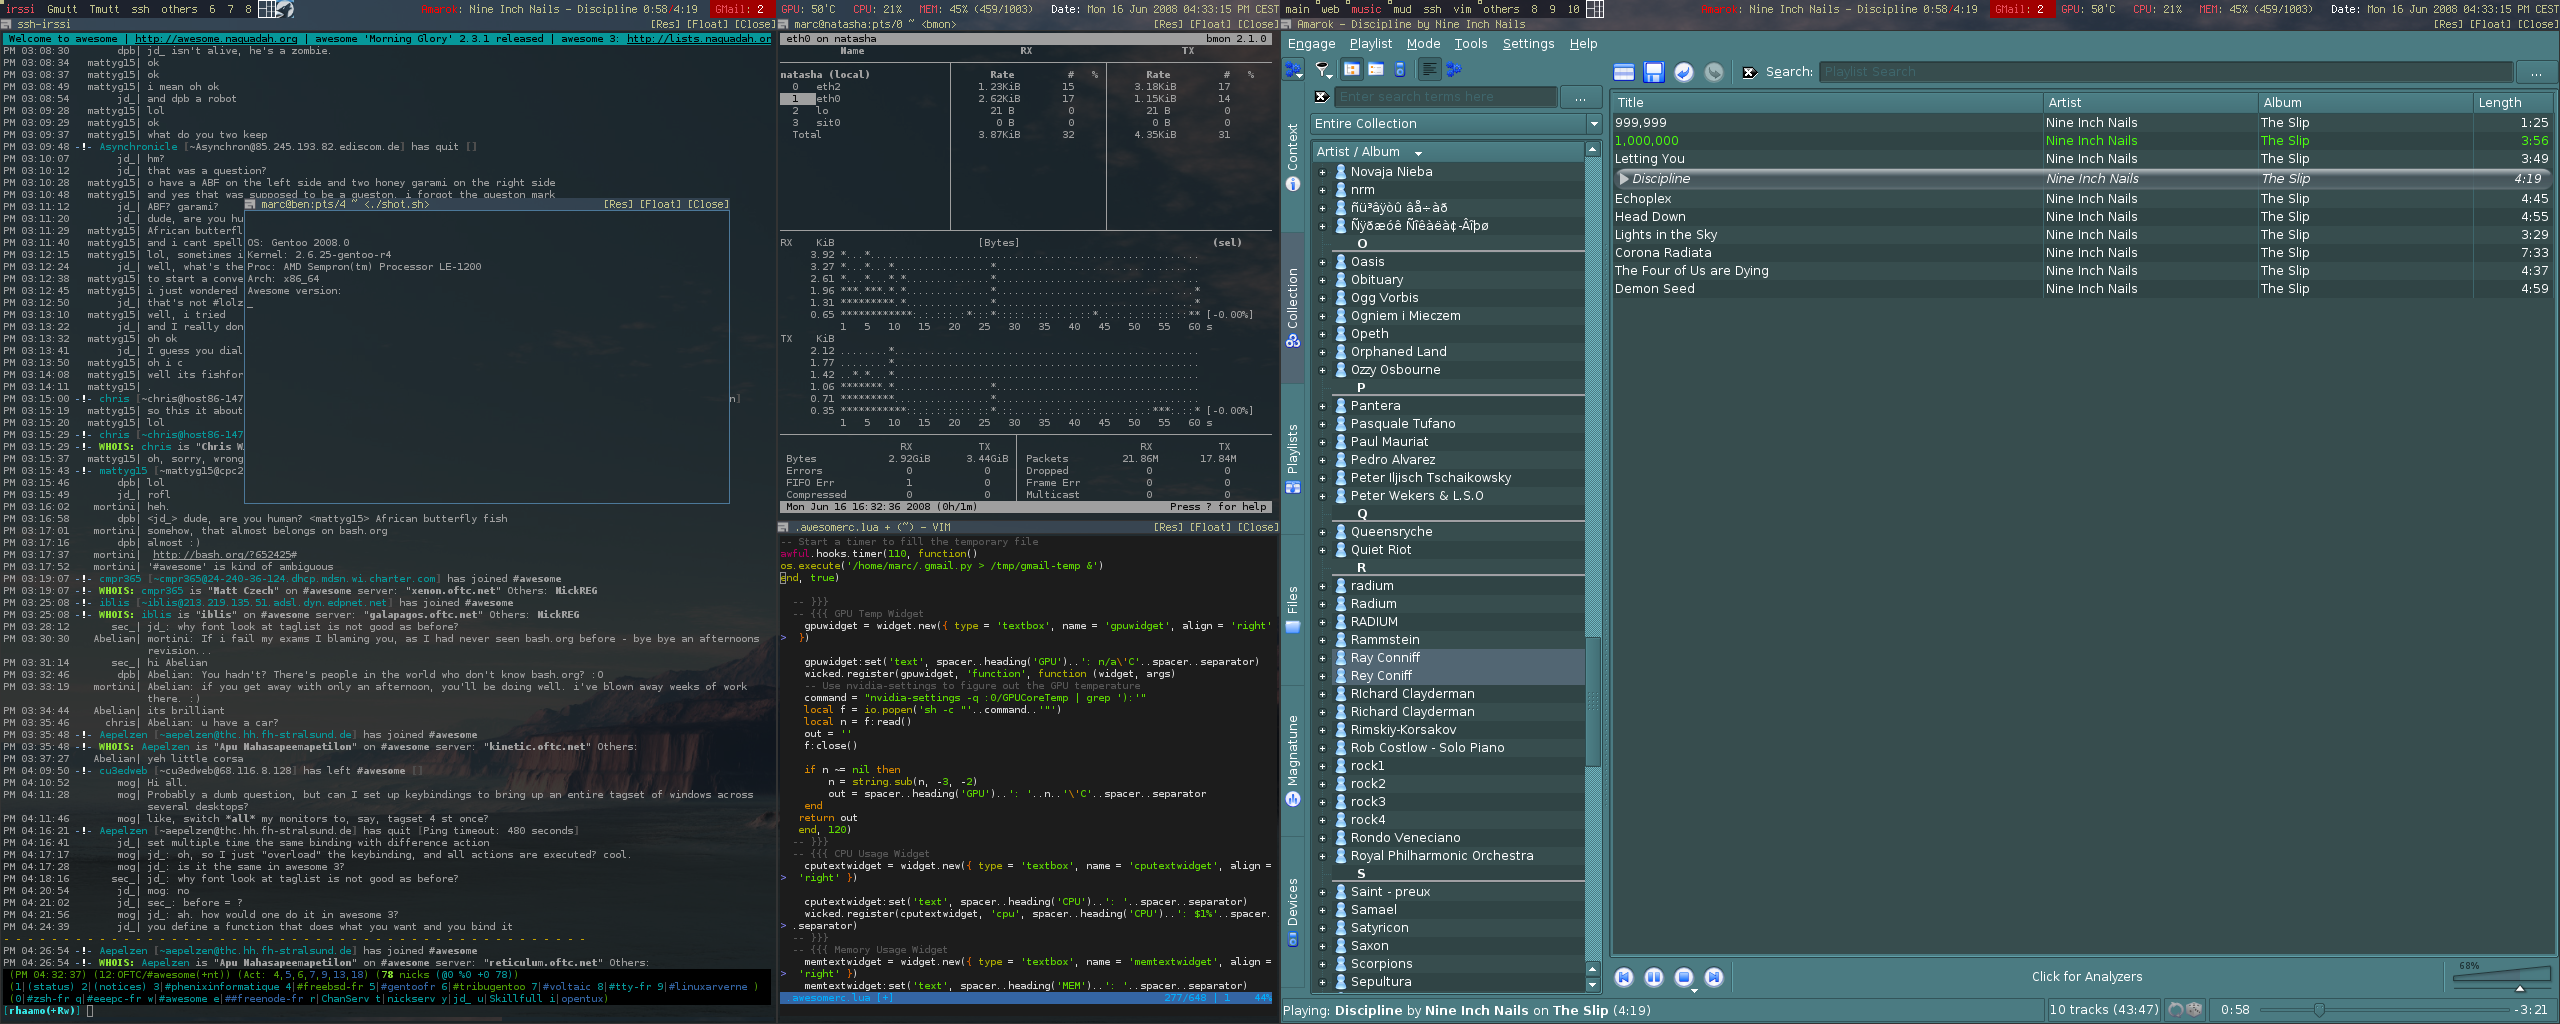 irssi Gmutt Tmutt ssh others 6 7 8
Amarok: Nine Inch Nails - Discipline 0:58/4:19 GMail: 2 GPU: 50'C CPU: 21% MEM: 45% (459/1003) Date: Mon 16 Jun 2008 04:33:15 PM CEST
ssh-irssi [Res] [Float] [Close]
Welcome to awesome | http://awesome.naquadah.org | awesome 'Morning Glory' 2.3.1 released | awesome 3: http://lists.naquadah.or
PM 03:08:30 dpb| jd_ isn't alive, he's a zombie.
PM 03:08:34 mattyg15| ok
PM 03:08:37 mattyg15| ok
PM 03:08:49 mattyg15| i mean oh ok
PM 03:08:54 jd_| and dpb a robot
PM 03:09:28 mattyg15| lol
PM 03:09:29 mattyg15| ok
PM 03:09:37 mattyg15| what do you two keep
PM 03:09:48 -!- Asynchronicle [~Asynchron@85.245.193.82.ediscom.de] has quit []
PM 03:10:07 jd_| hm?
PM 03:10:12 jd_| that was a question?
PM 03:10:28 mattyg15| o have a ABF on the left side and two honey garami on the right side
PM 03:10:48 mattyg15| and yes that was supposed to be a queston, i forgot the queston mark
PM 03:11:12 jd_| ABF? garami?
PM 03:11:20 jd_| dude, are you hu
PM 03:11:29 mattyg15| African butterfl
PM 03:11:40 mattyg15| and i cant spell
PM 03:12:15 mattyg15| lol, sometimes i
PM 03:12:24 jd_| well, what's the
PM 03:12:38 mattyg15| to start a conve
PM 03:12:45 mattyg15| i just wondered
PM 03:12:50 jd_| that's not #lolz
PM 03:13:10 mattyg15| well, i tried
PM 03:13:22 jd_| and I really don
PM 03:13:32 mattyg15| oh ok
PM 03:13:41 jd_| I guess you dial
PM 03:13:50 mattyg15| oh i c
PM 03:14:08 mattyg15| well its fishfor
PM 03:14:11 mattyg15| .
PM 03:15:00 -!- chris [~chris@host86-147 n]
PM 03:15:19 mattyg15| so this it about
PM 03:15:20 mattyg15| lol
PM 03:15:29 -!- chris [~chris@host86-147
PM 03:15:29 -!- WHOIS: chris is "Chris W
PM 03:15:37 mattyg15| oh, sorry, wrong
PM 03:15:43 -!- mattyg15 [~mattyg15@cpc2
PM 03:15:46 dpb| lol
PM 03:15:49 jd_| rofl
PM 03:16:02 mortini| heh.
PM 03:16:58 dpb| <jd_> dude, are you human? <mattyg15> African butterfly fish
PM 03:17:01 mortini| somehow, that almost belongs on bash.org
PM 03:17:16 dpb| almost :)
PM 03:17:37 mortini| http://bash.org/?652425#
PM 03:17:52 mortini| '#awesome' is kind of ambiguous
PM 03:19:07 -!- cmpr365 [~cmpr365@24-240-36-124.dhcp.mdsn.wi.charter.com] has joined #awesome
PM 03:19:07 -!- WHOIS: cmpr365 is "Matt Czech" on #awesome server: "xenon.oftc.net" Others: NickREG
PM 03:25:08 -!- iblis [~iblis@213.219.135.51.adsl.dyn.edpnet.net] has joined #awesome
PM 03:25:08 -!- WHOIS: iblis is "iblis" on #awesome server: "galapagos.oftc.net" Others: NickREG
PM 03:28:12 sec_| jd_: why font look at taglist is not good as before?
PM 03:30:30 Abelian| mortini: If i fail my exams I blaming you, as I had never seen bash.org before - bye bye an afternoons
revision...
PM 03:31:14 sec_| hi Abelian
PM 03:32:46 dpb| Abelian: You hadn't? There's people in the world who don't know bash.org? :O
PM 03:33:19 mortini| Abelian: if you get away with only an afternoon, you'll be doing well. i've blown away weeks of work
there. :)
PM 03:34:44 Abelian| its brilliant
PM 03:35:46 chris| Abelian: u have a car?
PM 03:35:48 -!- Aepelzen [~aepelzen@thc.hh.fh-stralsund.de] has joined #awesome
PM 03:35:48 -!- WHOIS: Aepelzen is "Apu Nahasapeemapetilon" on #awesome server: "kinetic.oftc.net" Others:
PM 03:37:27 Abelian| yeh little corsa
PM 04:09:50 -!- cu3edweb [~cu3edweb@68.116.8.128] has left #awesome []
PM 04:10:52 mog| Hi all.
PM 04:11:28 mog| Probably a dumb question, but can I set up keybindings to bring up an entire tagset of windows across
several desktops?
PM 04:11:46 mog| like, switch *all* my monitors to, say, tagset 4 st once?
PM 04:16:21 -!- Aepelzen [~aepelzen@thc.hh.fh-stralsund.de] has quit [Ping timeout: 480 seconds]
PM 04:16:41 jd_| set multiple time the same binding with difference action
PM 04:17:17 mog| jd_: oh, so I just "overload" the keybinding, and all actions are executed? cool.
PM 04:17:28 mog| jd_: is it the same in awesome 3?
PM 04:18:16 sec_| jd_: why font look at taglist is not good as before?
PM 04:20:54 jd_| mog: no
PM 04:21:02 jd_| sec_: before = ?
PM 04:21:56 mog| jd_: ah. how would one do it in awesome 3?
PM 04:24:39 jd_| you define a function that does what you want and you bind it
PM 04:26:54 -!- Aepelzen [~aepelzen@thc.hh.fh-stralsund.de] has joined #awesome
PM 04:26:54 -!- WHOIS: Aepelzen is "Apu Nahasapeemapetilon" on #awesome server: "reticulum.oftc.net" Others:
(PM 04:32:37) (12:OFTC/#awesome(+nt)) (Act: 4,5,6,7,9,13,18) (78 nicks (@0 %0 +0 78))
(1|(status) 2|(notices) 3|#phenixinformatique 4|#freebsd-fr 5|#gentoofr 6|#tribugentoo 7|#voltaic 8|#tty-fr 9|#linuxarverne )
(0|#zsh-fr q|#eeepc-fr w|#awesome e|##freenode-fr r|ChanServ t|nickserv y|jd_ u|Skillfull i|opentux)
[rhaamo(+Rw)]
marc@ben:pts/4 ~ <./shot.sh> [Res] [Float] [Close]
OS: Gentoo 2008.0
Kernel: 2.6.25-gentoo-r4
Proc: AMD Sempron(tm) Processor LE-1200
Arch: x86_64
Awesome version:
marc@natasha:pts/0 ~ <bmon> [Res] [Float] [Close]
eth0 on natasha bmon 2.1.0
Name RX TX
natasha (local) Rate # % Rate # %
0 eth2 1.23KiB 15 3.18KiB 17
1 eth0 2.62KiB 17 1.15KiB 14
2 lo 21 B 0 21 B 0
3 sit0 0 B 0 0 B 0
Total 3.87KiB 32 4.35KiB 31
RX KiB [Bytes] (sel)
3.92 *...*......
3.27 *...*...*
2.61 *...*...*.*
1.96 ***.***.*.*
1.31 ***********
0.65 ************ [-0.00%]
1 5 10 15 20 25 30 35 40 45 50 55 60 s
TX KiB
2.12
1.77
1.42
1.06
0.71
0.35 [-0.00%]
1 5 10 15 20 25 30 35 40 45 50 55 60 s
RX TX RX TX
Bytes 2.92GiB 3.44GiB Packets 21.86M 17.84M
Errors 0 0 Dropped 0 0
FIFO Err 1 0 Frame Err 0 0
Compressed 0 0 Multicast 0 0
Mon Jun 16 16:32:36 2008 (0h/1m) Press ? for help
.awesomerc.lua + (~) - VIM [Res] [Float] [Close]
-- Start a timer to fill the temporary file
awful.hooks.timer(110, function()
os.execute('/home/marc/.gmail.py > /tmp/gmail-temp &')
end, true)
-- }}}
-- {{{ GPU Temp Widget
gpuwidget = widget.new({ type = 'textbox', name = 'gpuwidget', align = 'right'
> })
gpuwidget:set('text', spacer..heading('GPU')..': n/a\'C'..spacer..separator)
wicked.register(gpuwidget, 'function', function (widget, args)
-- Use nvidia-settings to figure out the GPU temperature
command = "nvidia-settings -q :0/GPUCoreTemp | grep '):'"
local f = io.popen('sh -c "'..command..'"')
local n = f:read()
out = ''
f:close()
if n ~= nil then
n = string.sub(n, -3, -2)
out = spacer..heading('GPU')..': '..n..'\'C'..spacer..separator
end
return out
end, 120)
-- }}}
-- {{{ CPU Usage Widget
cputextwidget = widget.new({ type = 'textbox', name = 'cputextwidget', align =
> 'right' })
cputextwidget:set('text', spacer..heading('CPU')..': '..spacer..separator)
wicked.register(cputextwidget, 'cpu', spacer..heading('CPU')..': $1%'..spacer.
> .separator)
-- }}}
-- {{{ Memory Usage Widget
memtextwidget = widget.new({ type = 'textbox', name = 'memtextwidget', align =
> 'right' })
memtextwidget:set('text', spacer..heading('MEM')..': '..spacer..separator)
.awesomerc.lua [+] 277/648 | 1 44%
main web music mud ssh vim others 8 9 10
Amarok: Nine Inch Nails - Discipline 0:58/4:19 GMail: 2 GPU: 50'C CPU: 21% MEM: 45% (459/1003) Date: Mon 16 Jun 2008 04:33:15 PM CEST
Amarok - Discipline by Nine Inch Nails [Res] [Float] [Close]
Engage Playlist Mode Tools Settings Help
Search: Playlist Search ...
Enter search terms here ...
Entire Collection
Artist / Album
Context
Collection
Playlists
Files
Magnatune
Devices
Novaja Nieba
nrm
ñü³âÿòû âå÷àð
Ñÿðæóê Ñîêàëà¢-Âîþø
O
Oasis
Obituary
Ogg Vorbis
Ogniem i Mieczem
Opeth
Orphaned Land
Ozzy Osbourne
P
Pantera
Pasquale Tufano
Paul Mauriat
Pedro Alvarez
Peter Iljisch Tschaikowsky
Peter Wekers & L.S.O
Q
Queensryche
Quiet Riot
R
radium
Radium
RADIUM
Rammstein
Ray Conniff
Rey Coniff
RIchard Clayderman
Richard Clayderman
Rimskiy-Korsakov
Rob Costlow - Solo Piano
rock1
rock2
rock3
rock4
Rondo Veneciano
Royal Philharmonic Orchestra
S
Saint - preux
Samael
Satyricon
Saxon
Scorpions
Sepultura
Title Artist Album Length
999,999 Nine Inch Nails The Slip 1:25
1,000,000 Nine Inch Nails The Slip 3:56
Letting You Nine Inch Nails The Slip 3:49
Discipline Nine Inch Nails The Slip 4:19
Echoplex Nine Inch Nails The Slip 4:45
Head Down Nine Inch Nails The Slip 4:55
Lights in the Sky Nine Inch Nails The Slip 3:29
Corona Radiata Nine Inch Nails The Slip 7:33
The Four of Us are Dying Nine Inch Nails The Slip 4:37
Demon Seed Nine Inch Nails The Slip 4:59
Click for Analyzers 68%
Playing: Discipline by Nine Inch Nails on The Slip (4:19) 10 tracks (43:47) 0:58 -3:21